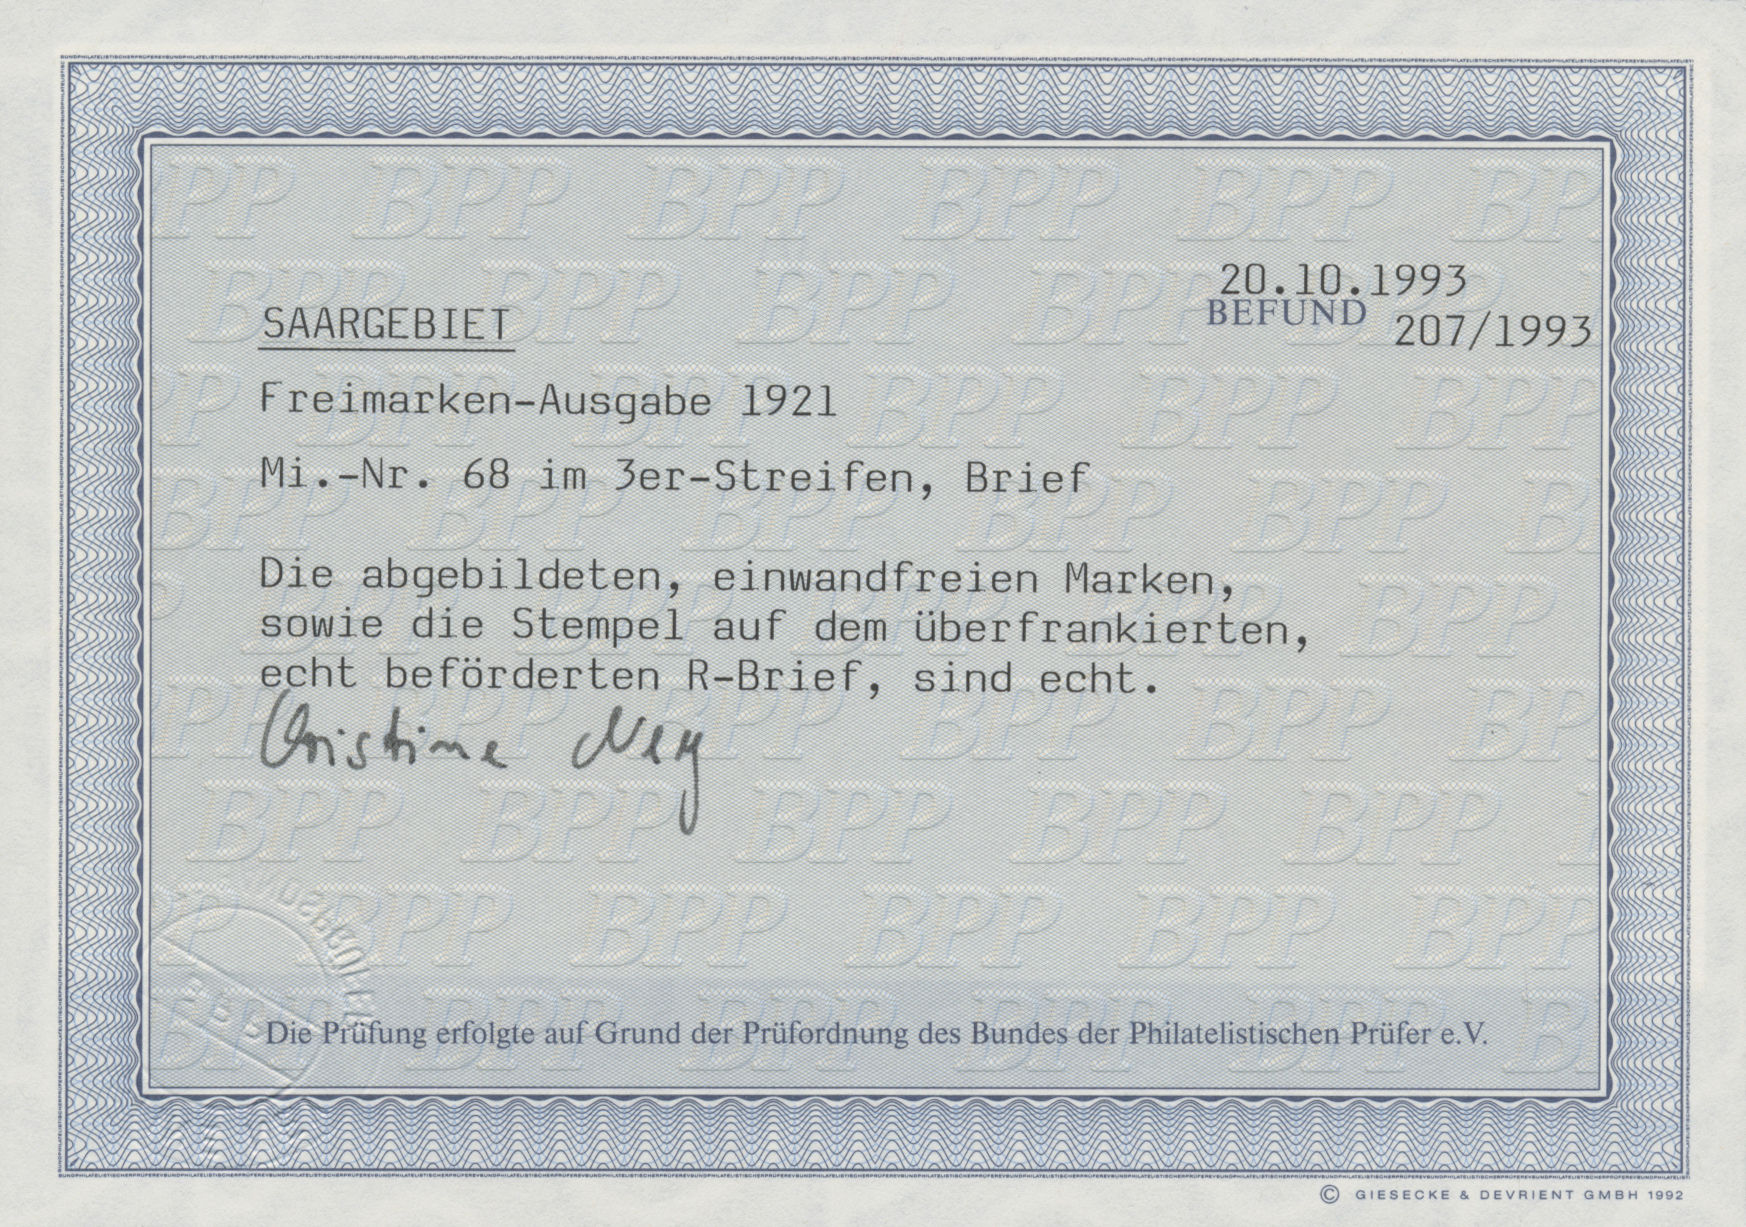 20.10.1993
BEFUND 207/1993
SAARGEBIET
Freimarken-Ausgabe 1921
Mi.-Nr. 68 im 3er-Streifen, Brief
Die abgebildeten, einwandfreien Marken,
sowie die Stempel auf dem überfrankierten,
echt beförderten R-Brief, sind echt.
Christine Ney
Die Prüfung erfolgte auf Grund der Prüfordnung des Bundes der Philatelistischen Prüfer e.V.
© GIESECKE & DEVRIENT GMBH 1992